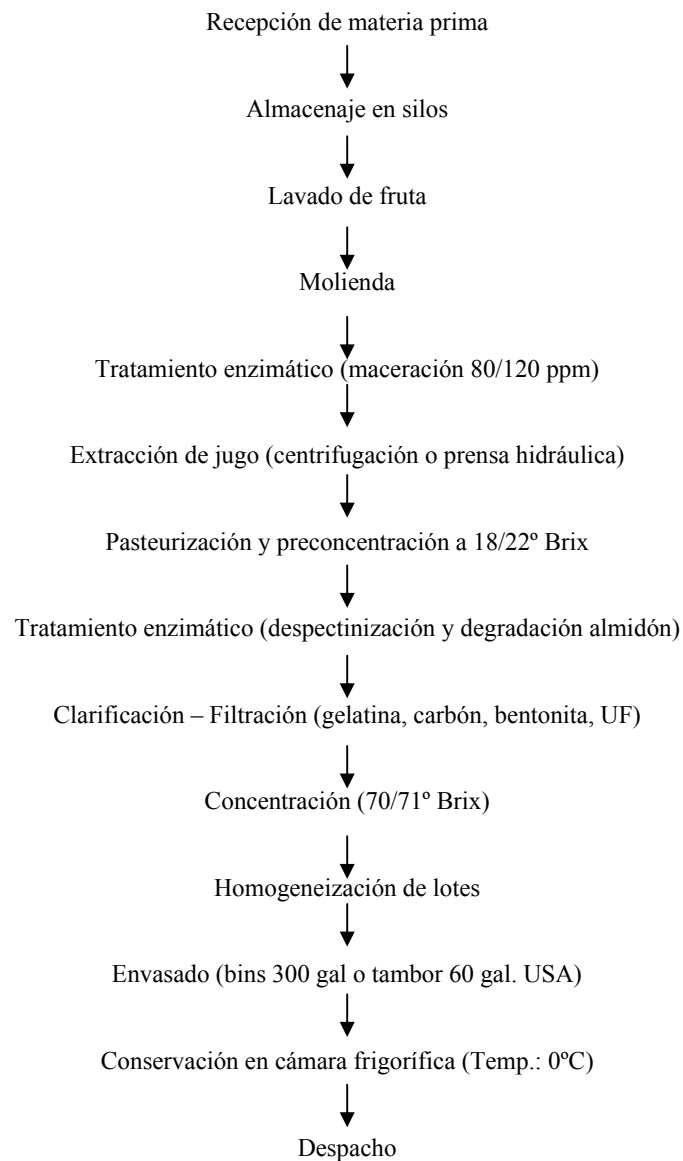 Recepción de materia prima
Almacenaje en silos
Lavado de fruta
Molienda
Tratamiento enzimático (maceración 80/120 ppm)
Extracción de jugo (centrifugación o prensa hidráulica)
Pasteurización y preconcentración a 18/22º Brix
Tratamiento enzimático (despectinización y degradación almidón)
Clarificación – Filtración (gelatina, carbón, bentonita, UF)
Concentración (70/71º Brix)
Homogeneización de lotes
Envasado (bins 300 gal o tambor 60 gal. USA)
Conservación en cámara frigorífica (Temp.: 0ºC)
Despacho